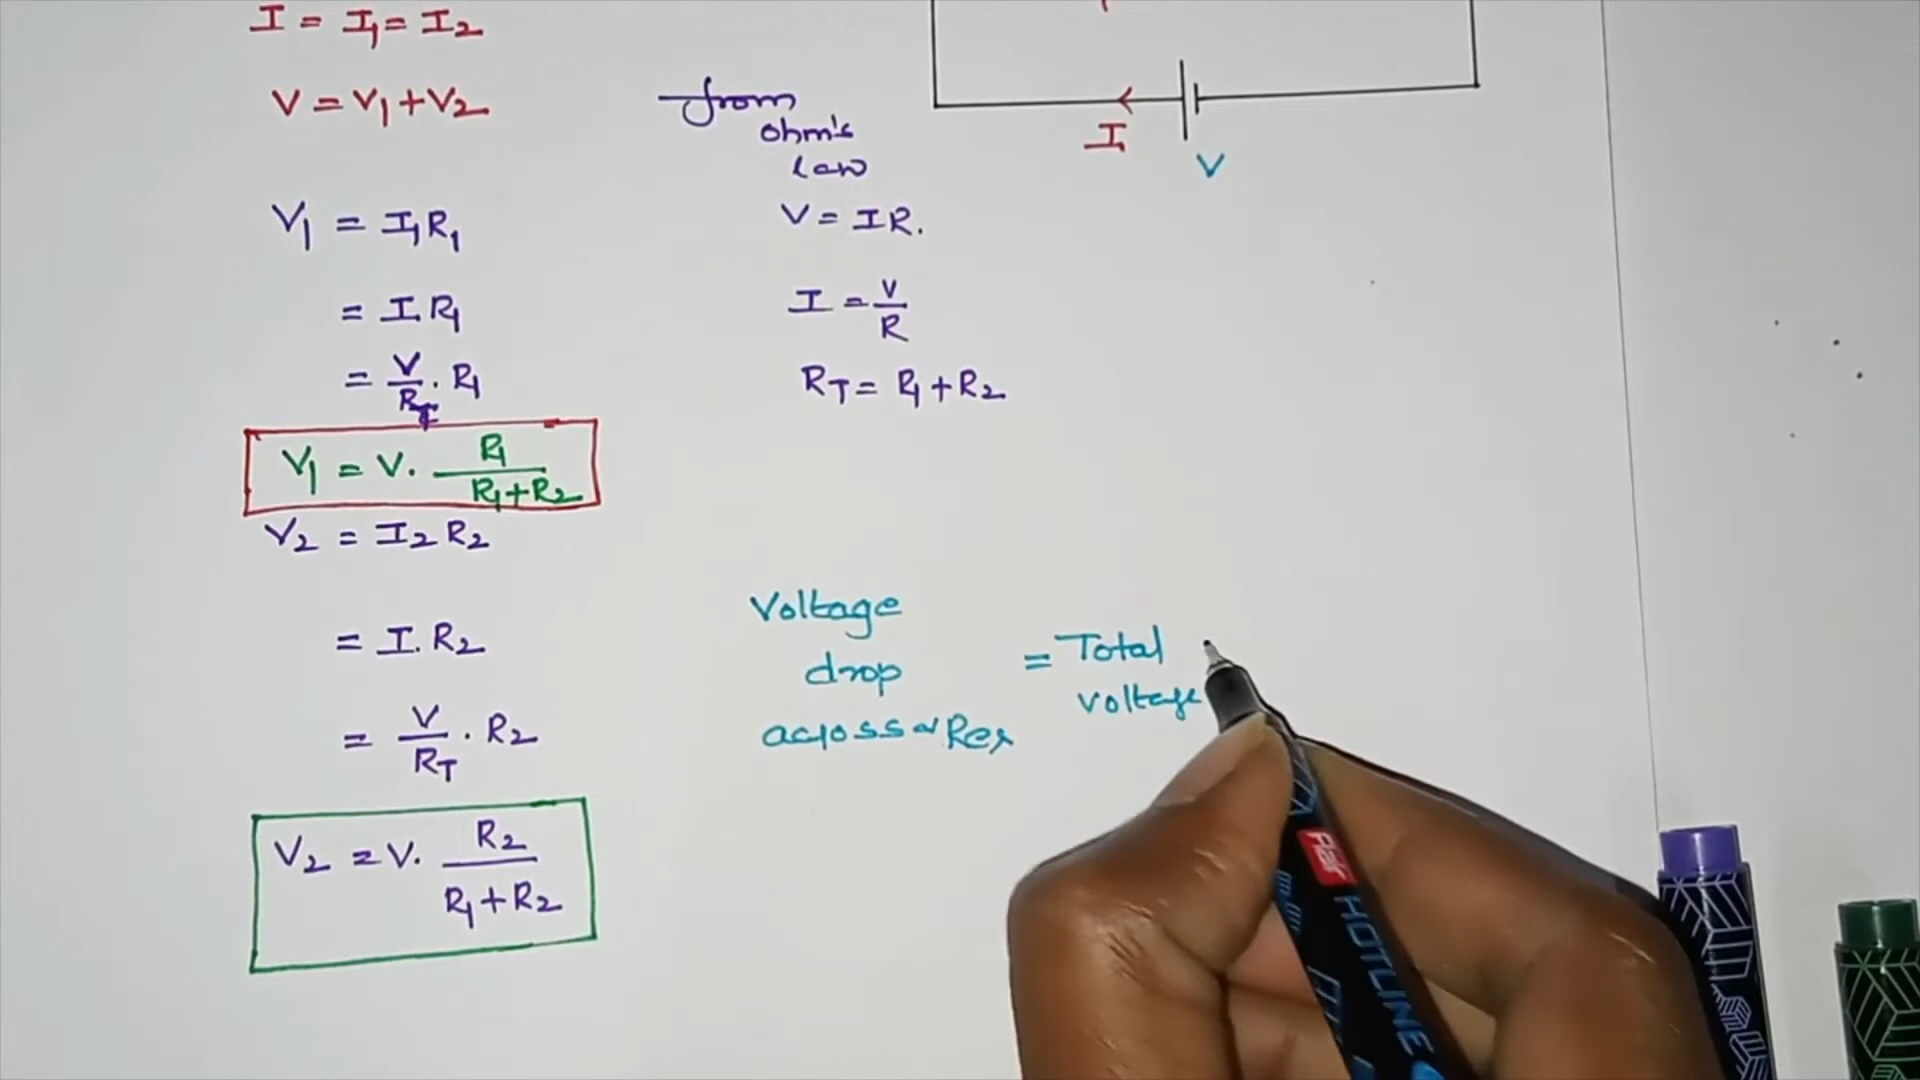 I = I₁ = I₂
V = V₁ + V₂
from
ohm's
law
I
V
V₁ = I₁R₁
V = IR.
= I.R₁
I = V/R
= V/RT . R₁
RT = R₁ + R₂
V₁ = V. R₁/R₁+R₂
V₂ = I₂ R₂
Voltage
drop
across a Res
= Total
voltage
= I. R₂
= V/RT . R₂
V₂ = V. R₂/R₁+R₂
Flair
HOTLINE